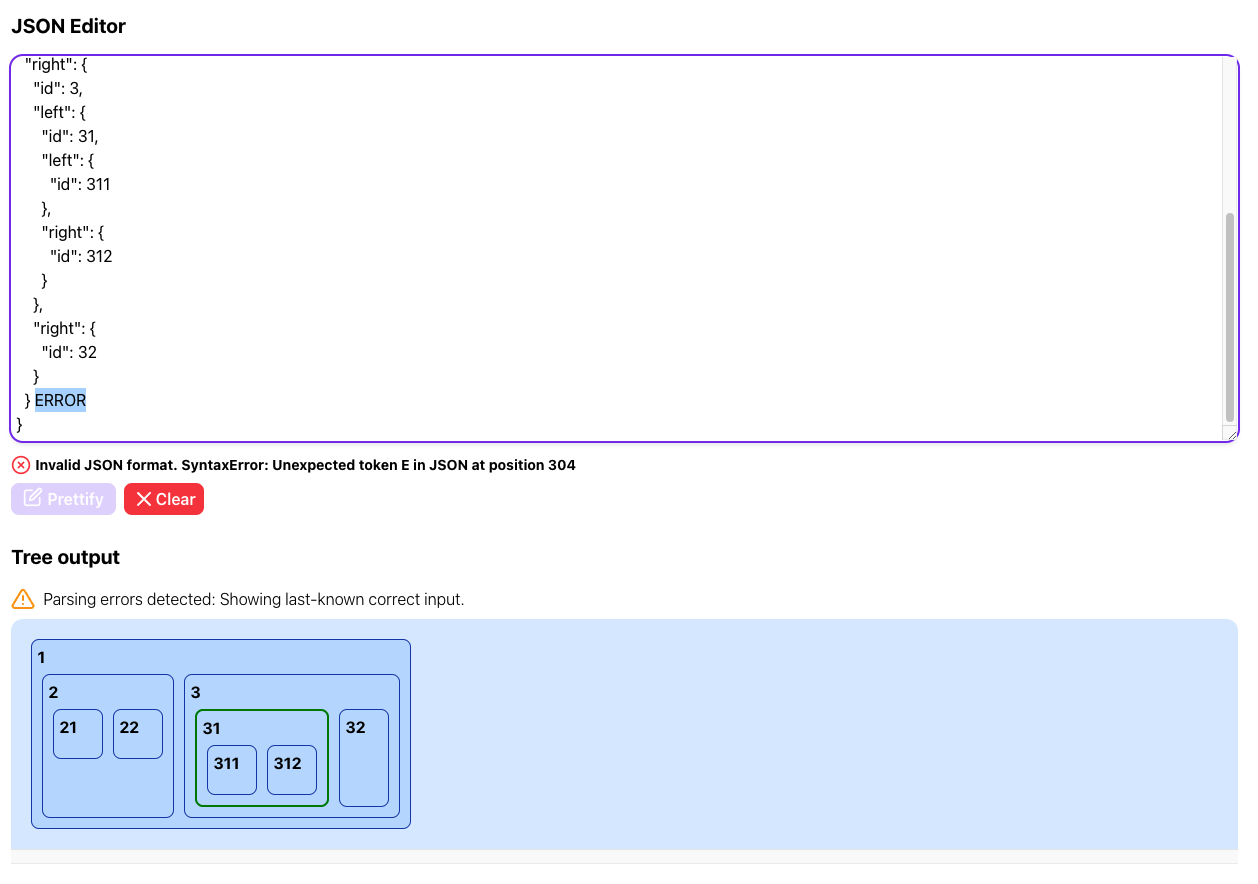 JSON Editor
"right": {
"id": 3,
"left": {
"id": 31,
"left": {
"id": 311
},
"right": {
"id": 312
}
},
"right": {
"id": 32
}
} ERROR
}
Invalid JSON format. SyntaxError: Unexpected token E in JSON at position 304
Prettify
Clear
Tree output
Parsing errors detected: Showing last-known correct input.
1
2
3
21
22
31
32
311
312